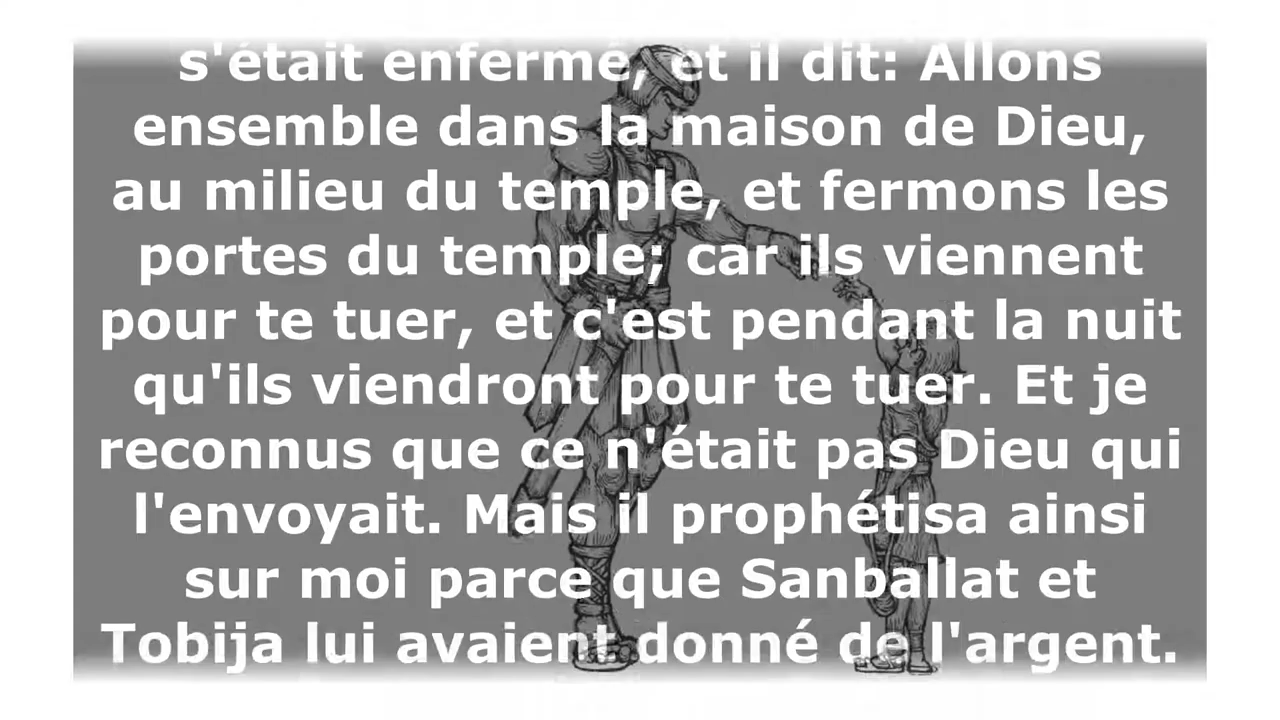 s'était enfermé, et il dit: Allons
ensemble dans la maison de Dieu,
au milieu du temple, et fermons les
portes du temple; car ils viennent
pour te tuer, et c'est pendant la nuit
qu'ils viendront pour te tuer. Et je
reconnus que ce n'était pas Dieu qui
l'envoyait. Mais il prophétisa ainsi
sur moi parce que Sanballat et
Tobija lui avaient donné de l'argent.